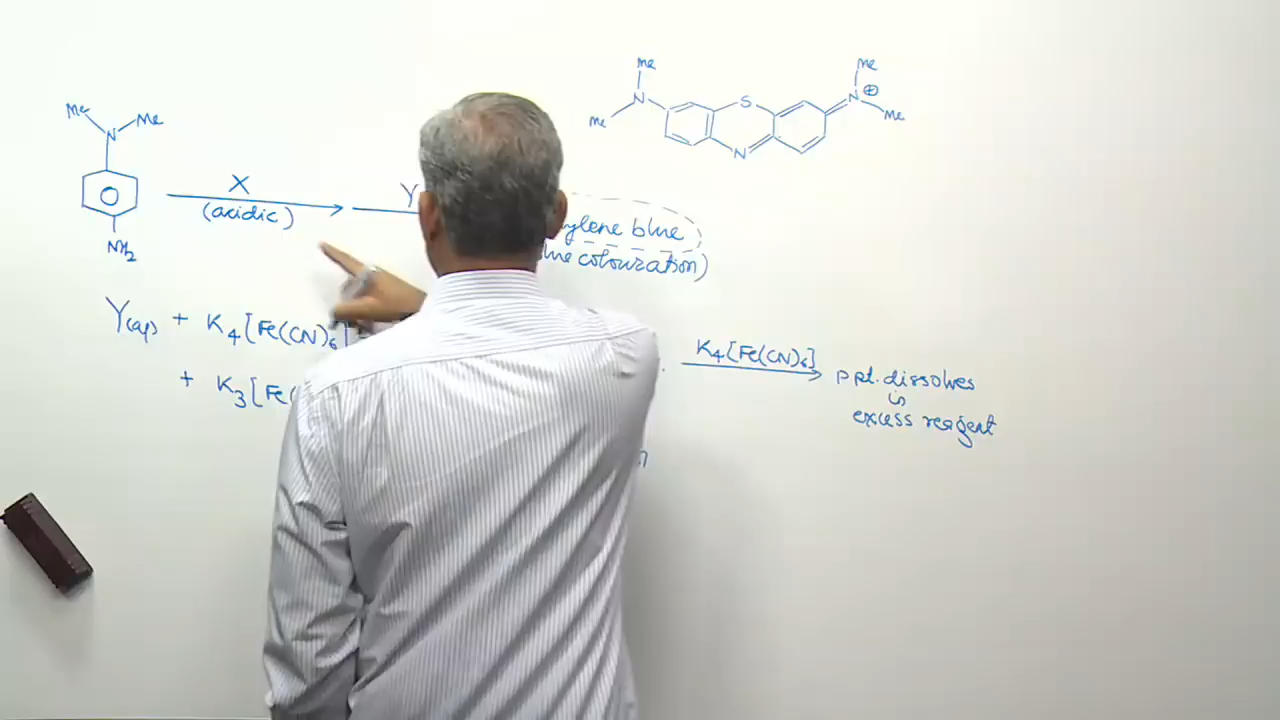 Me Me
N
NH2
X
(acidic)
Y
Me Me
N S N ⊕
Me Me
N
ylene blue
lue colouration)
Y(aq) + K4[Fe(CN)6]
+ K3[Fe(
K4[Fe(CN)6]
ppt. dissolves
in
excess reagent